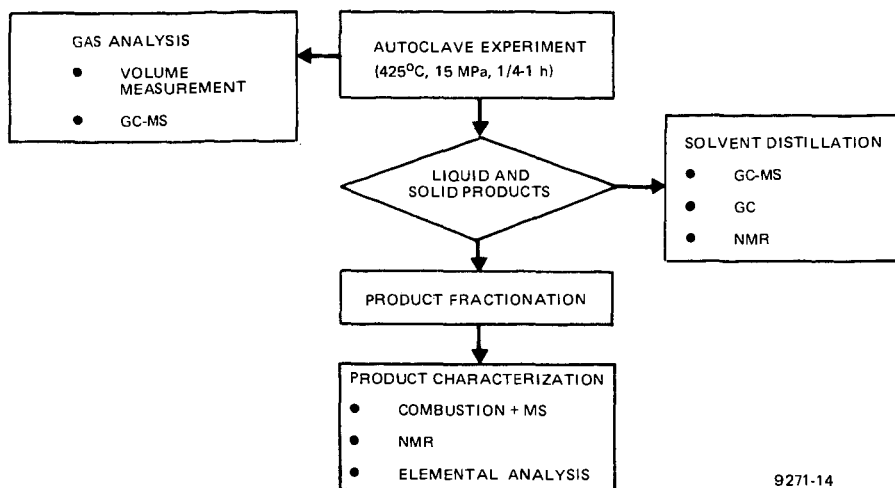 GAS ANALYSIS
● VOLUME
MEASUREMENT
● GC-MS
AUTOCLAVE EXPERIMENT
(425°C, 15 MPa, 1/4-1 h)
LIQUID AND
SOLID PRODUCTS
SOLVENT DISTILLATION
● GC-MS
● GC
● NMR
PRODUCT FRACTIONATION
PRODUCT CHARACTERIZATION
● COMBUSTION + MS
● NMR
● ELEMENTAL ANALYSIS
9271-14